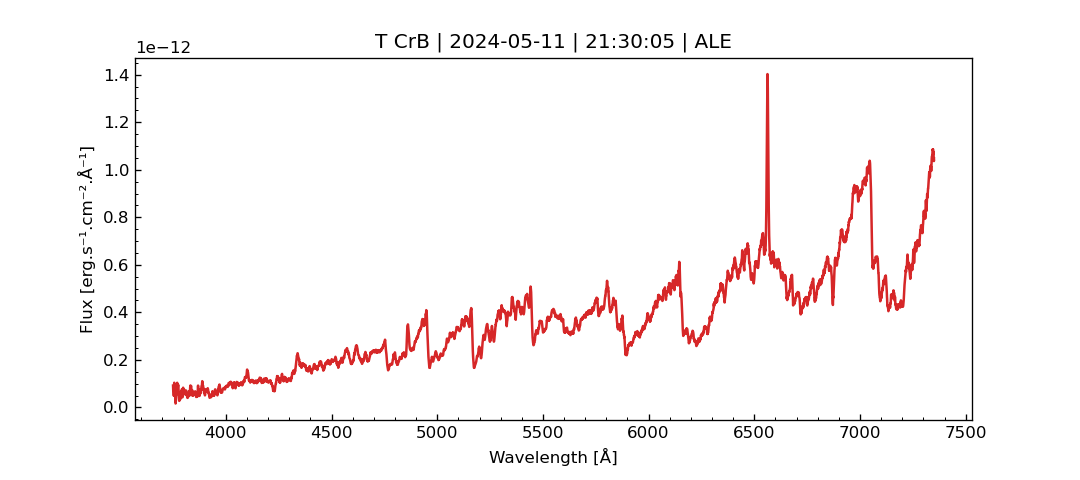 T CrB | 2024-05-11 | 21:30:05 | ALE
1e−12
1.4
1.2
1.0
0.8
0.6
0.4
0.2
0.0
Flux [erg.s⁻¹.cm⁻².Å⁻¹]
4000 4500 5000 5500 6000 6500 7000 7500
Wavelength [Å]